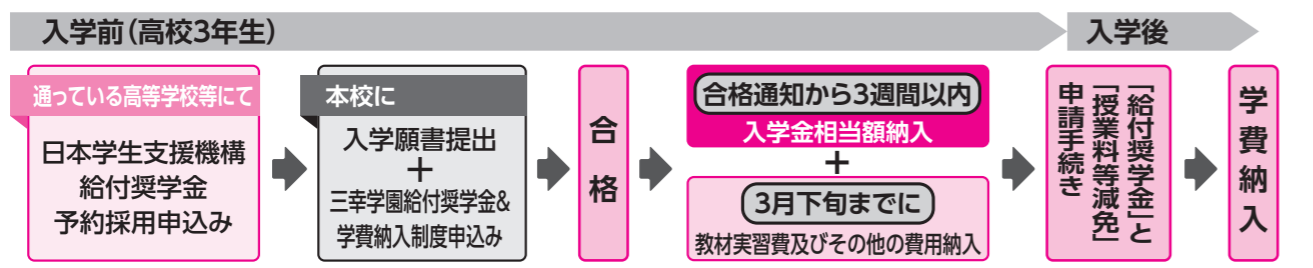 入学前(高校3年生)
入学後
通っている高等学校等にて
日本学生支援機構
給付奨学金
予約採用申込み
本校に
入学願書提出
+
三幸学園給付奨学金&
学費納入制度申込み
合格
合格通知から3週間以内
入学金相当額納入
+
3月下旬までに
教材実習費及びその他の費用納入
「給付奨学金」と
「授業料等減免」
申請手続き
学費納入